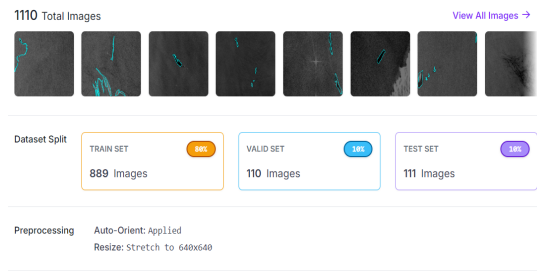 1110 Total Images
View All Images →
Dataset Split
TRAIN SET
80%
889 Images
VALID SET
10%
110 Images
TEST SET
10%
111 Images
Preprocessing
Auto-Orient: Applied
Resize: Stretch to 640x640